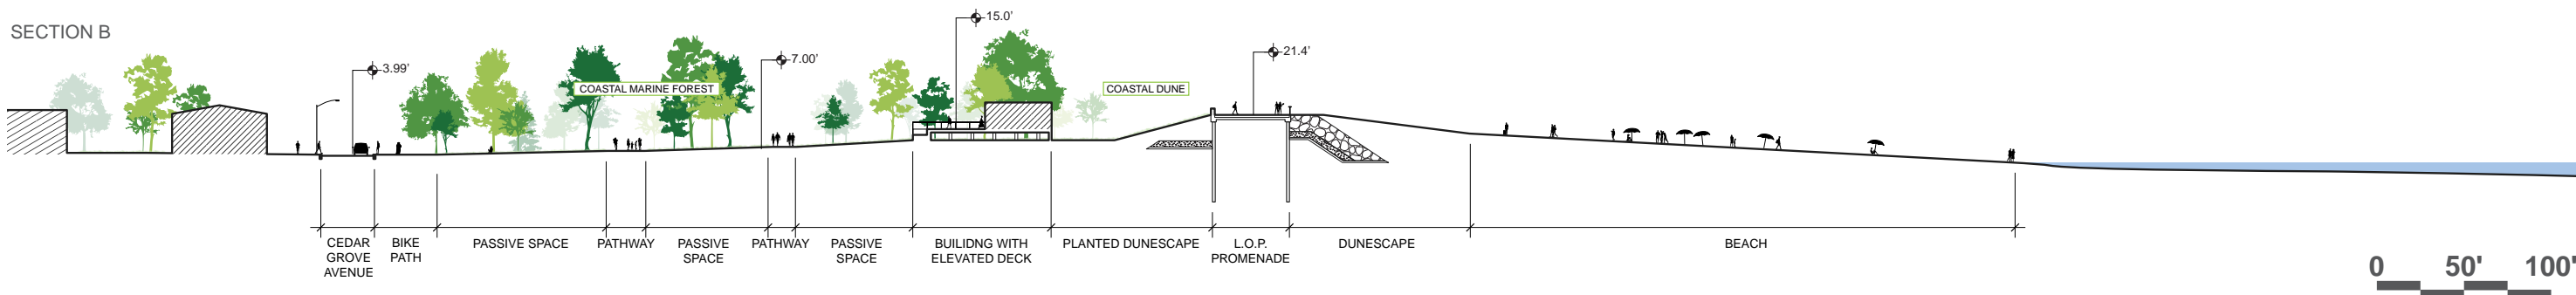 SECTION B
15.0'
3.99'
7.00'
21.4'
COASTAL MARINE FOREST
COASTAL DUNE
CEDAR
GROVE
AVENUE
BIKE
PATH
PASSIVE SPACE
PATHWAY
PASSIVE
SPACE
PATHWAY
PASSIVE
SPACE
BUILIDNG WITH
ELEVATED DECK
PLANTED DUNESCAPE
L.O.P.
PROMENADE
DUNESCAPE
BEACH
0 50' 100'